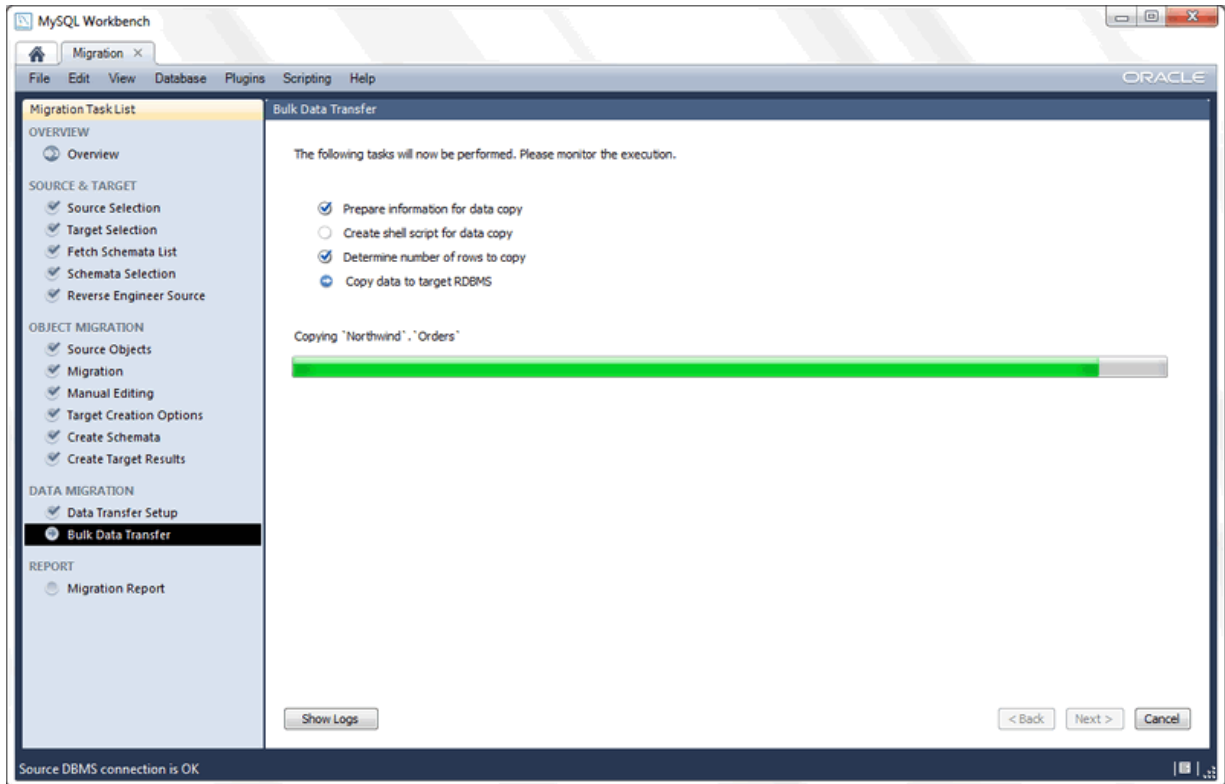 MySQL Workbench
Migration
File Edit View Database Plugins Scripting Help
ORACLE
Migration Task List
OVERVIEW
Overview
SOURCE & TARGET
Source Selection
Target Selection
Fetch Schemata List
Schemata Selection
Reverse Engineer Source
OBJECT MIGRATION
Source Objects
Migration
Manual Editing
Target Creation Options
Create Schemata
Create Target Results
DATA MIGRATION
Data Transfer Setup
Bulk Data Transfer
REPORT
Migration Report
Bulk Data Transfer
The following tasks will now be performed. Please monitor the execution.
Prepare information for data copy
Create shell script for data copy
Determine number of rows to copy
Copy data to target RDBMS
Copying `Northwind`.`Orders`
Show Logs
< Back Next > Cancel
Source DBMS connection is OK